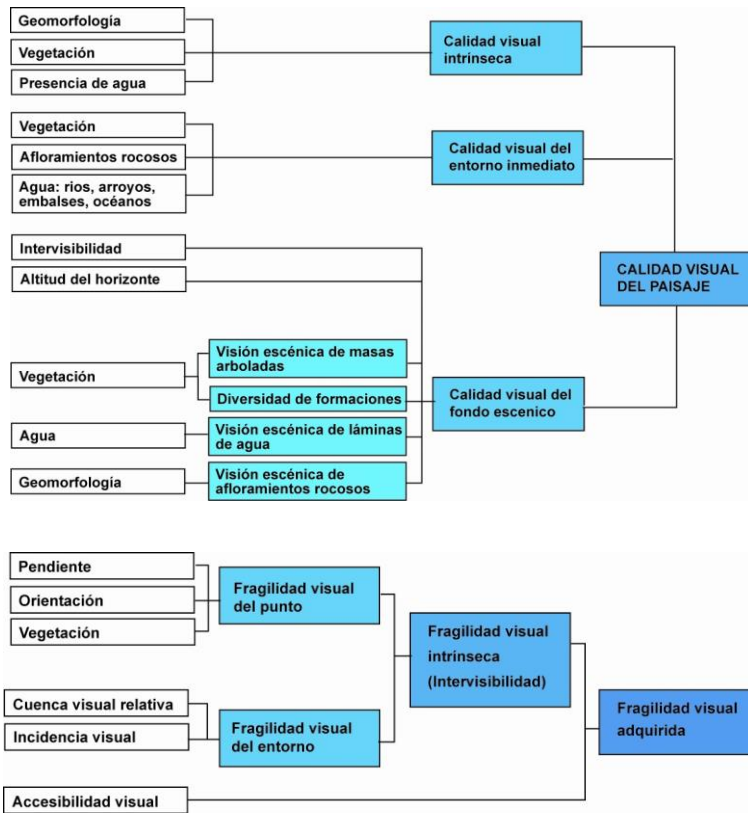 Geomorfología
Vegetación
Presencia de agua
Calidad visual
intrínseca
Vegetación
Afloramientos rocosos
Agua: rios, arroyos,
embalses, océanos
Calidad visual del
entorno inmediato
Intervisibilidad
Altitud del horizonte
CALIDAD VISUAL
DEL PAISAJE
Vegetación
Visión escénica de masas
arboladas
Diversidad de formaciones
Calidad visual del
fondo escenico
Agua
Visión escénica de láminas
de agua
Geomorfología
Visión escénica de
afloramientos rocosos
Pendiente
Orientación
Vegetación
Fragilidad visual
del punto
Fragilidad visual
intrínseca
(Intervisibilidad)
Cuenca visual relativa
Incidencia visual
Fragilidad visual
del entorno
Fragilidad visual
adquirida
Accesibilidad visual